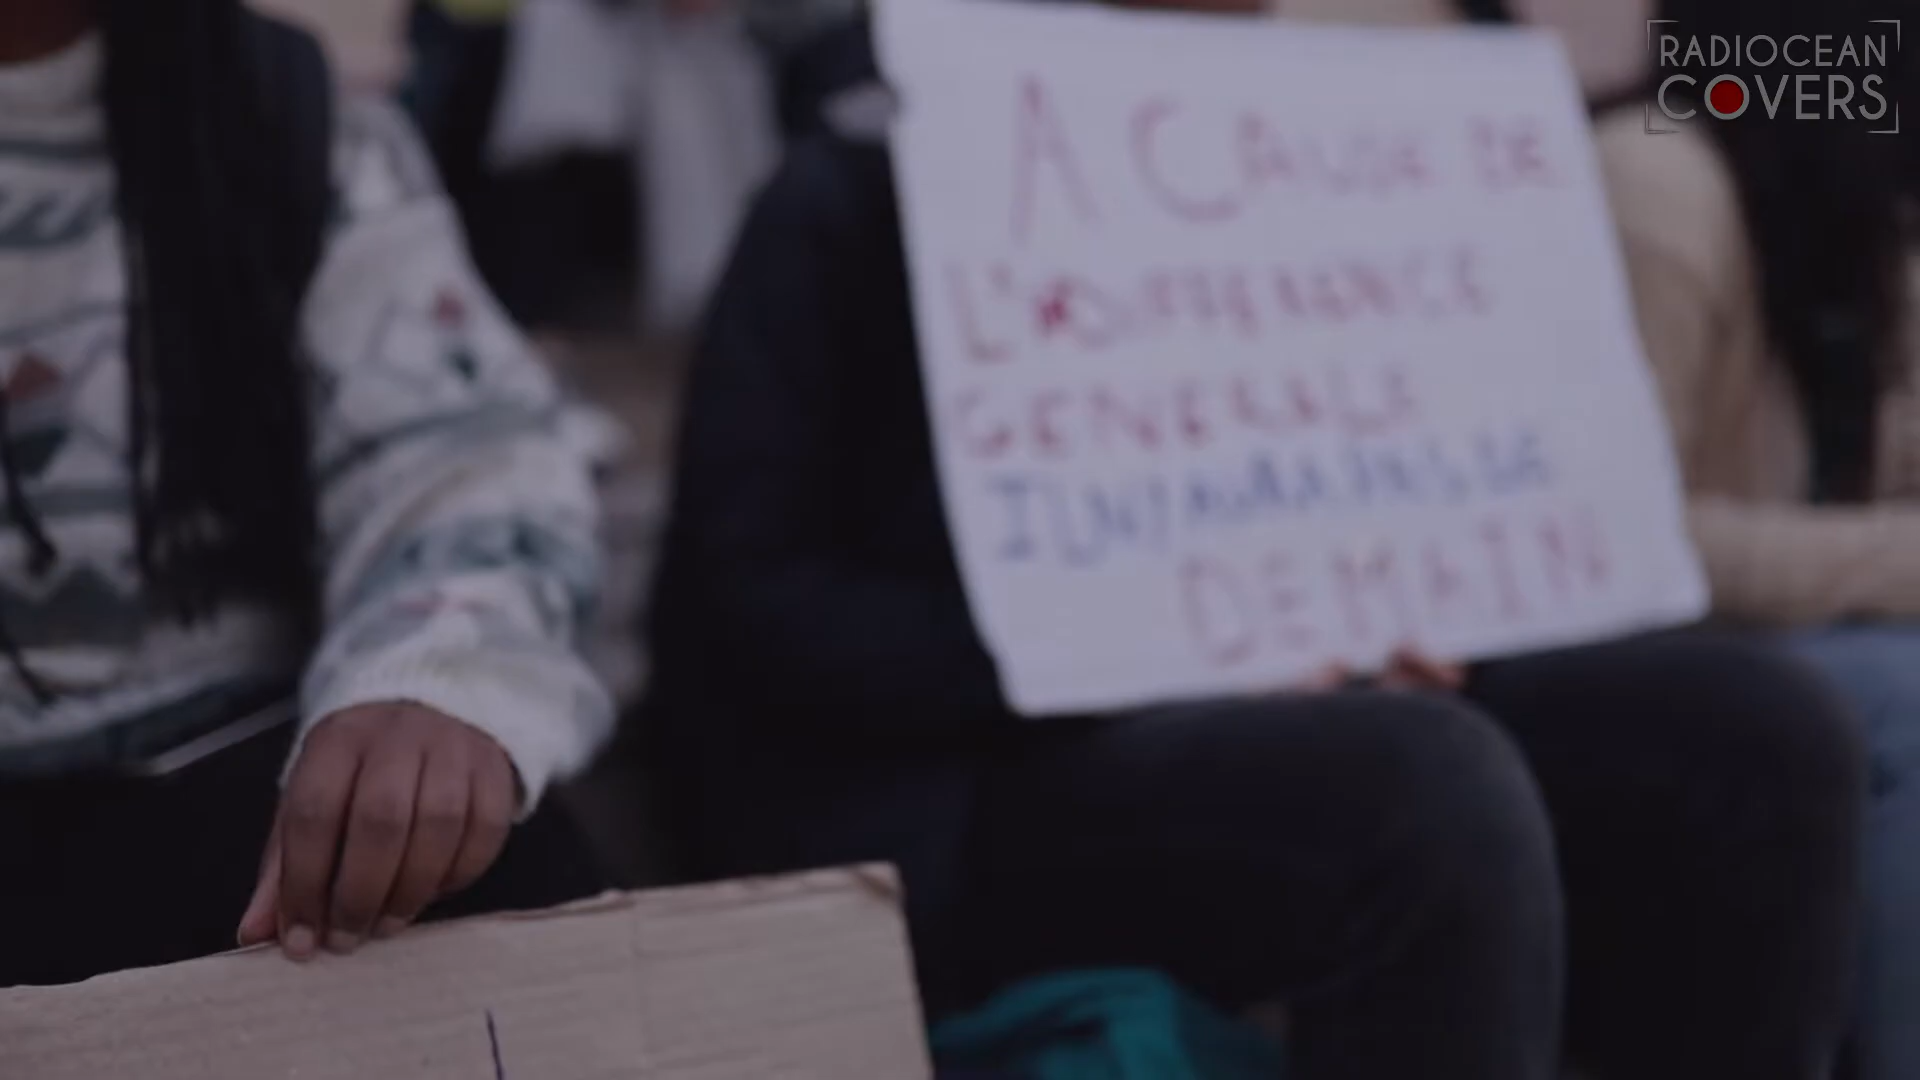 RADIOCEAN
COVERS
A CAUSE DE
L'INDIFFERENCE
GENERALE
DEMAIN